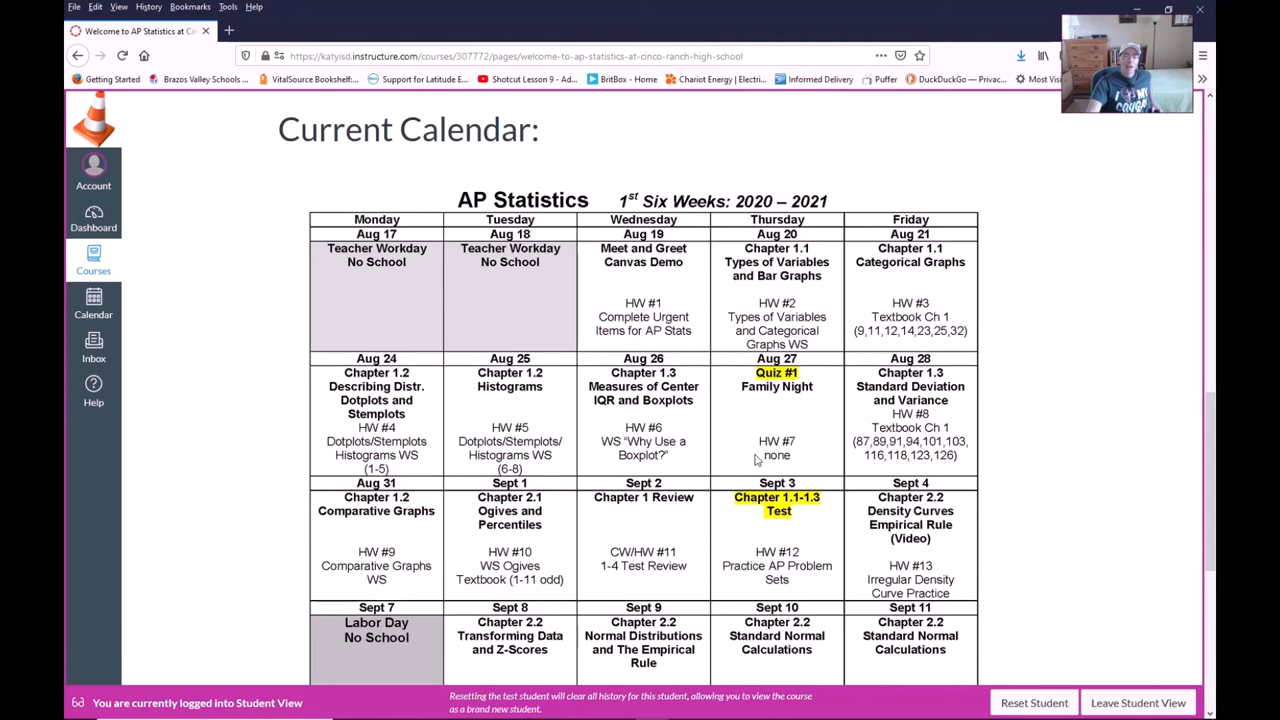 File Edit View History Bookmarks Tools Help
Welcome to AP Statistics at Cin
https://katyisd.instructure.com/courses/307772/pages/welcome-to-ap-statistics-at-cinco-ranch-high-school
Getting Started Brazos Valley Schools ... VitalSource Bookshelf:... Support for Latitude E... Shotcut Lesson 9 - Ad... BritBox - Home Chariot Energy | Electri... Informed Delivery Puffer DuckDuckGo — Privac... Most Visi
Account
Dashboard
Courses
Calendar
Inbox
Help
Current Calendar:
AP Statistics 1st Six Weeks: 2020 – 2021
Monday Tuesday Wednesday Thursday Friday
Aug 17 Aug 18 Aug 19 Aug 20 Aug 21
Teacher Workday
No School
Teacher Workday
No School
Meet and Greet
Canvas Demo
HW #1
Complete Urgent
Items for AP Stats
Chapter 1.1
Types of Variables
and Bar Graphs
HW #2
Types of Variables
and Categorical
Graphs WS
Chapter 1.1
Categorical Graphs
HW #3
Textbook Ch 1
(9,11,12,14,23,25,32)
Aug 24 Aug 25 Aug 26 Aug 27 Aug 28
Chapter 1.2
Describing Distr.
Dotplots and
Stemplots
HW #4
Dotplots/Stemplots
Histograms WS
(1-5)
Chapter 1.2
Histograms
HW #5
Dotplots/Stemplots/
Histograms WS
(6-8)
Chapter 1.3
Measures of Center
IQR and Boxplots
HW #6
WS “Why Use a
Boxplot?”
Quiz #1
Family Night
HW #7
none
Chapter 1.3
Standard Deviation
and Variance
HW #8
Textbook Ch 1
(87,89,91,94,101,103,
116,118,123,126)
Aug 31 Sept 1 Sept 2 Sept 3 Sept 4
Chapter 1.2
Comparative Graphs
HW #9
Comparative Graphs
WS
Chapter 2.1
Ogives and
Percentiles
HW #10
WS Ogives
Textbook (1-11 odd)
Chapter 1 Review
CW/HW #11
1-4 Test Review
Chapter 1.1-1.3
Test
HW #12
Practice AP Problem
Sets
Chapter 2.2
Density Curves
Empirical Rule
(Video)
HW #13
Irregular Density
Curve Practice
Sept 7 Sept 8 Sept 9 Sept 10 Sept 11
Labor Day
No School
Chapter 2.2
Transforming Data
and Z-Scores
Chapter 2.2
Normal Distributions
and The Empirical
Rule
Chapter 2.2
Standard Normal
Calculations
Chapter 2.2
Standard Normal
Calculations
You are currently logged into Student View
Resetting the test student will clear all history for this student, allowing you to view the course
as a brand new student.
Reset Student Leave Student View